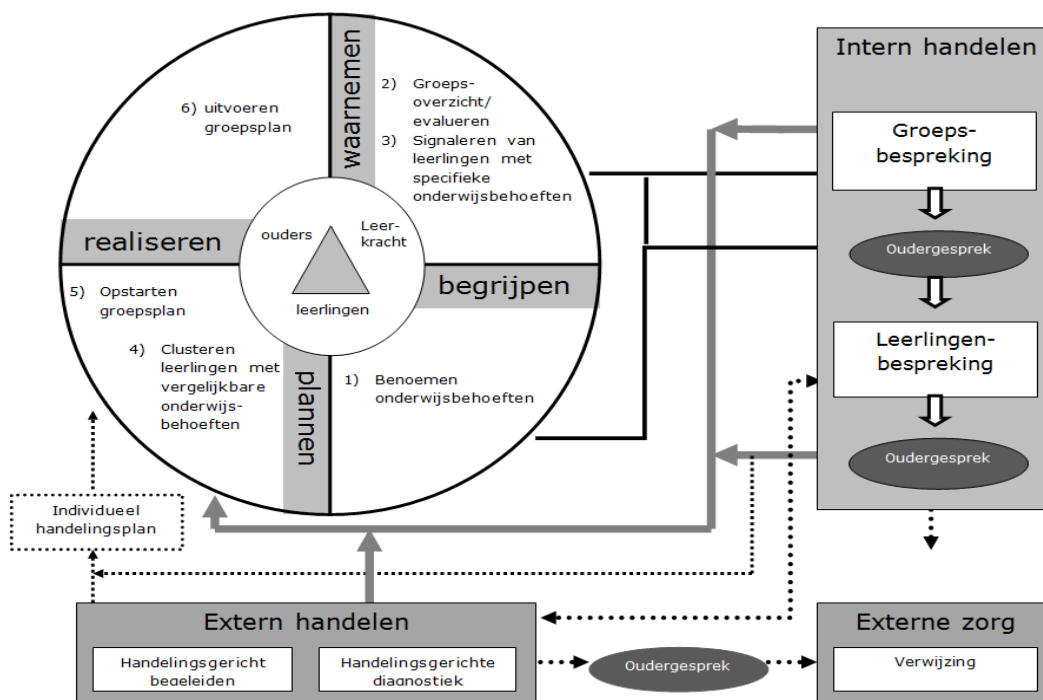 waarnemen
2) Groeps-
overzicht/
evalueren
3) Signaleren van
leerlingen met
specifieke
onderwijsbehoeften
6) uitvoeren
groepsplan
realiseren
ouders
Leer-
kracht
leerlingen
begrijpen
5) Opstarten
groepsplan
4) Clusteren
leerlingen met
vergelijkbare
onderwijs-
behoeften
plannen
1) Benoemen
onderwijsbehoeften
Intern handelen
Groeps-
bespreking
Oudergesprek
Leerlingen-
bespreking
Oudergesprek
Individueel
handelingsplan
Extern handelen
Handelingsgericht
begeleiden
Handelingsgerichte
diagnostiek
Oudergesprek
Externe zorg
Verwijzing